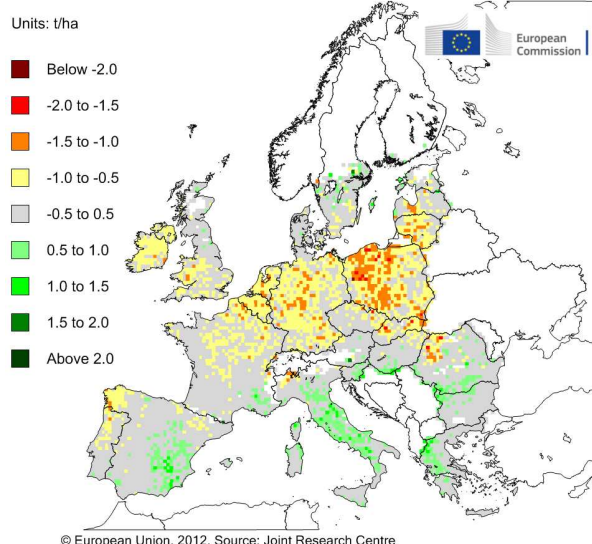 Units: t/ha
European
Commission
Below -2.0
-2.0 to -1.5
-1.5 to -1.0
-1.0 to -0.5
-0.5 to 0.5
0.5 to 1.0
1.0 to 1.5
1.5 to 2.0
Above 2.0
© European Union, 2012. Source: Joint Research Centre